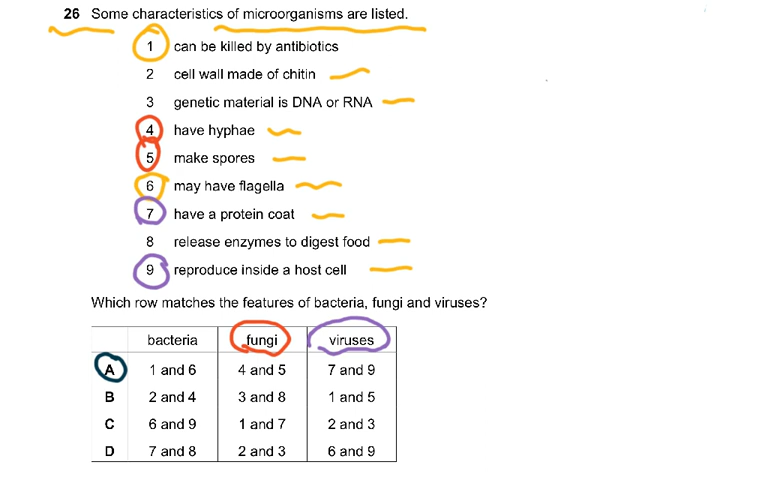 26 Some characteristics of microorganisms are listed.
1 can be killed by antibiotics
2 cell wall made of chitin
3 genetic material is DNA or RNA
4 have hyphae
5 make spores
6 may have flagella
7 have a protein coat
8 release enzymes to digest food
9 reproduce inside a host cell
Which row matches the features of bacteria, fungi and viruses?
bacteria fungi viruses
A 1 and 6 4 and 5 7 and 9
B 2 and 4 3 and 8 1 and 5
C 6 and 9 1 and 7 2 and 3
D 7 and 8 2 and 3 6 and 9